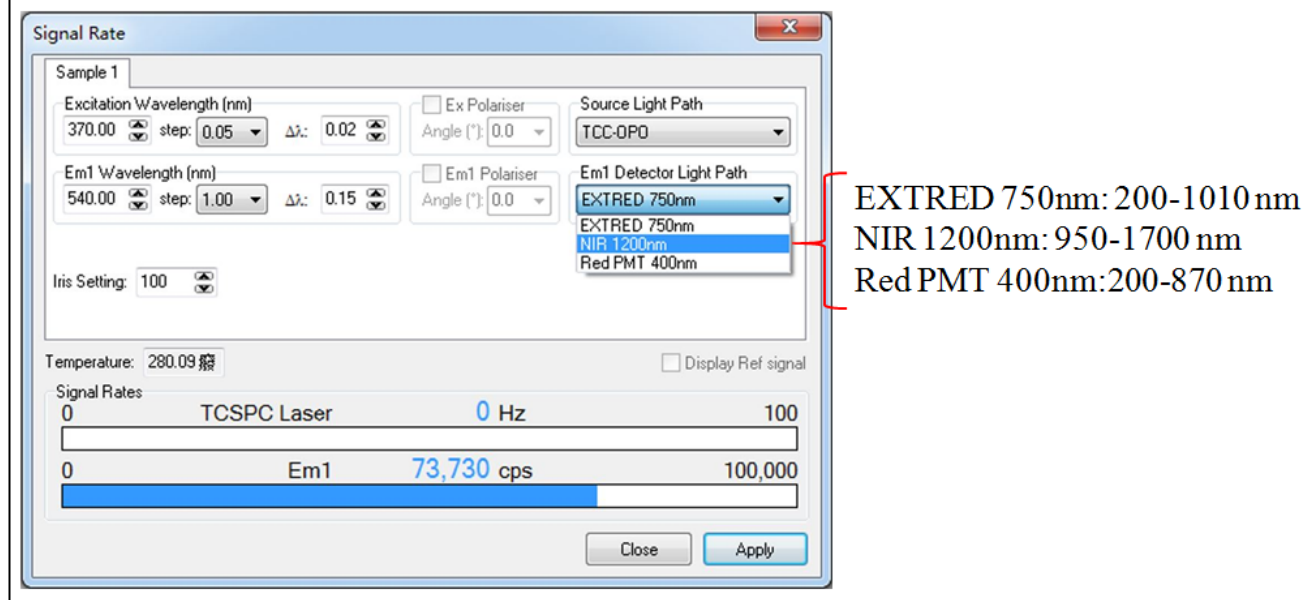 Signal Rate
Sample 1
Excitation Wavelength (nm)
370.00 step: 0.05 Δλ: 0.02
Ex Polariser
Angle (°): 0.0
Source Light Path
TCC-OPO
Em1 Wavelength (nm)
540.00 step: 1.00 Δλ: 0.15
Em1 Polariser
Angle (°): 0.0
Em1 Detector Light Path
EXTRED 750nm
EXTRED 750nm
NIR 1200nm
Red PMT 400nm
Iris Setting: 100
EXTRED 750nm: 200-1010 nm
NIR 1200nm: 950-1700 nm
Red PMT 400nm:200-870 nm
Temperature: 280.09 癈
Display Ref signal
Signal Rates
0 TCSPC Laser 0 Hz 100
0 Em1 73,730 cps 100,000
Close Apply